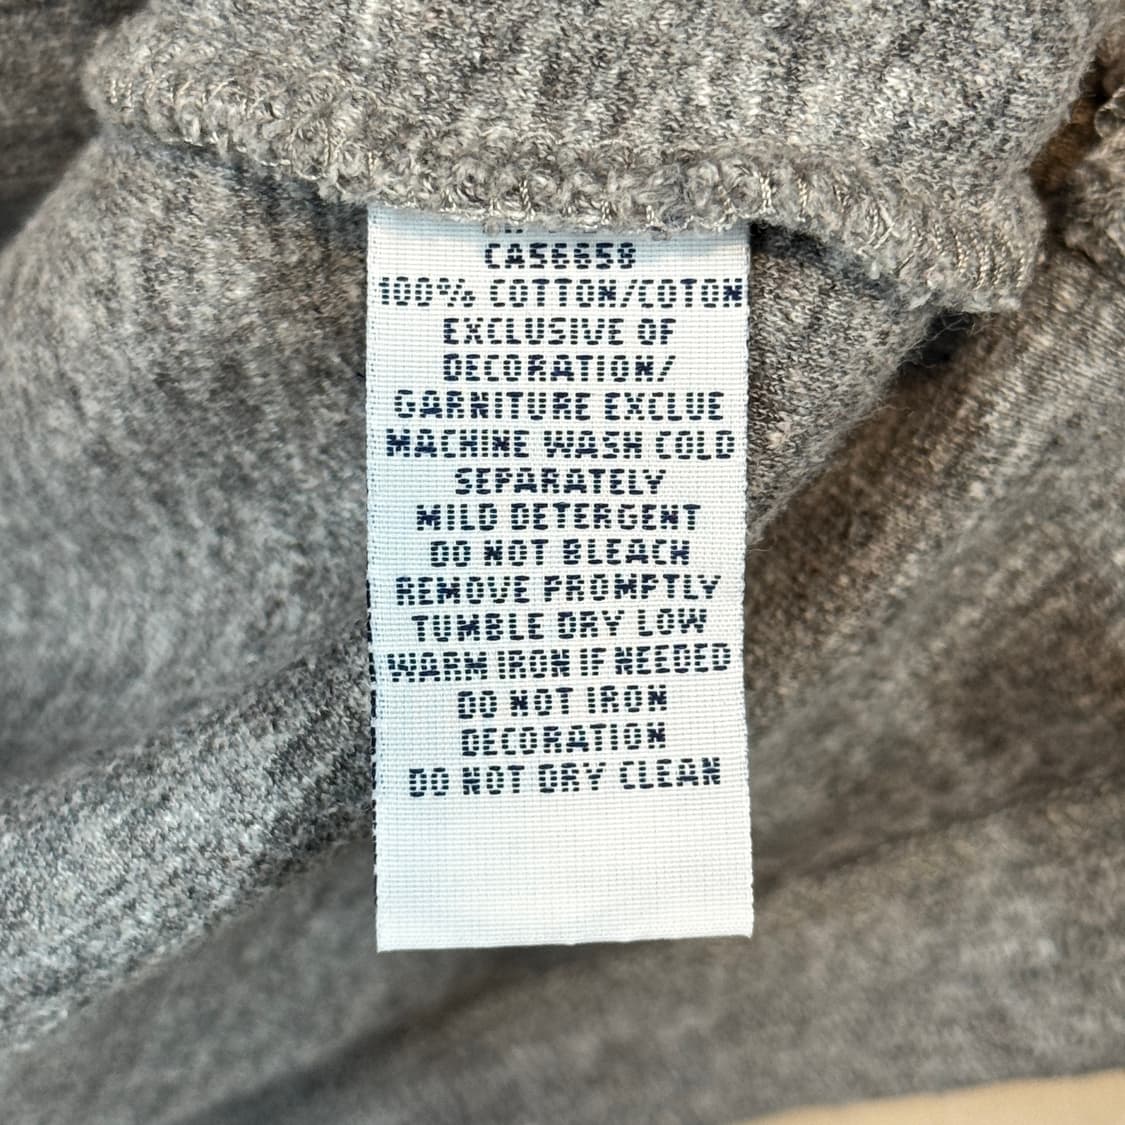 CA56659
100% COTTON/COTON
EXCLUSIVE OF
DECORATION/
GARNITURE EXCLUE
MACHINE WASH COLD
SEPARATELY
MILD DETERGENT
DO NOT BLEACH
REMOVE PROMPTLY
TUMBLE DRY LOW
WARM IRON IF NEEDED
DO NOT IRON
DECORATION
DO NOT DRY CLEAN